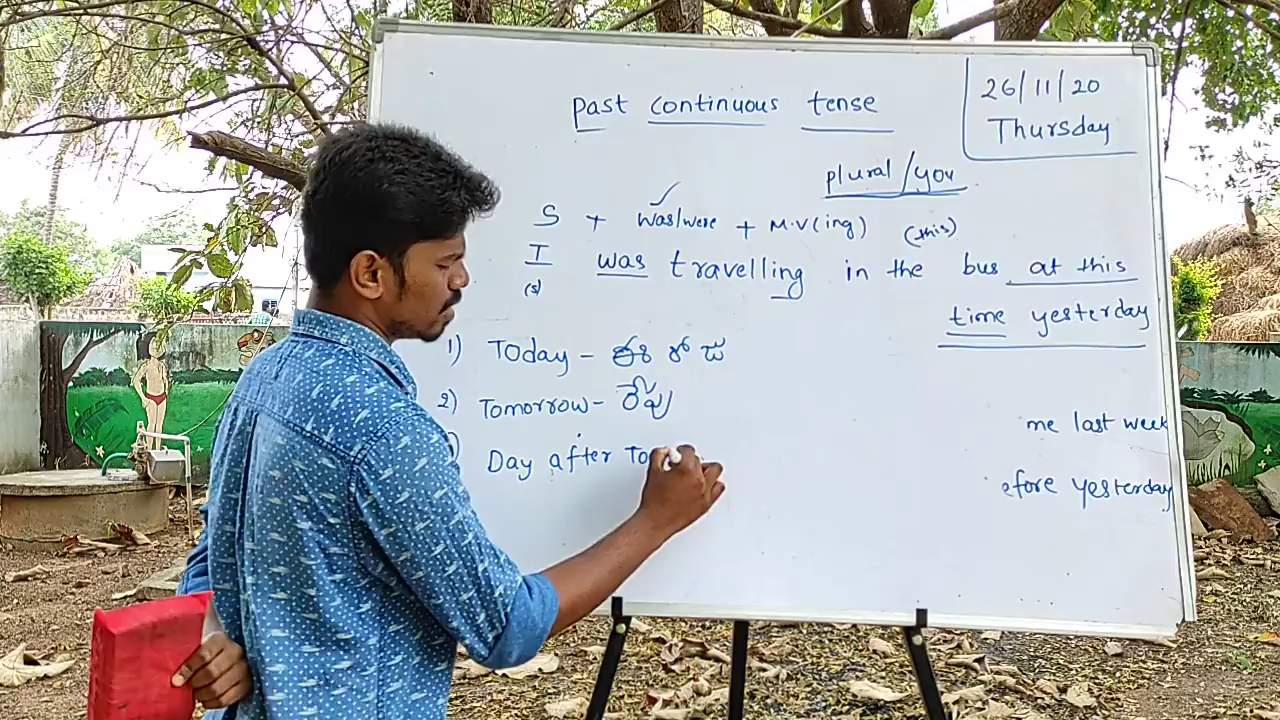 past continuous tense
26/11/20
Thursday
plural/you
S + was/were + M.V(ing) (this)
I was travelling in the bus at this
(s)
time yesterday
1) Today - ఈ రోజు
2) Tomorrow - రేపు
me last week
) Day after To
efore yesterday